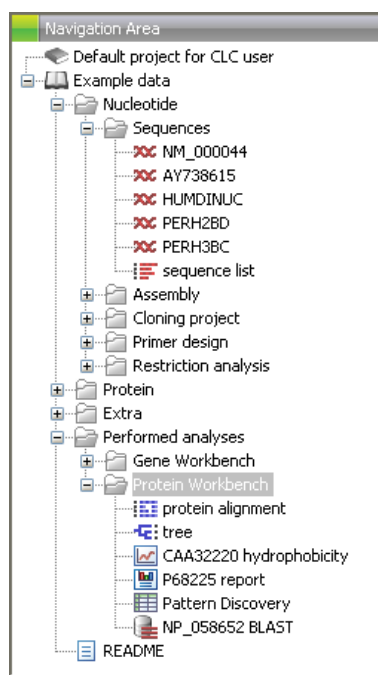 Navigation Area
Default project for CLC user
Example data
Nucleotide
Sequences
NM_000044
AY738615
HUMDINUC
PERH2BD
PERH3BC
sequence list
Assembly
Cloning project
Primer design
Restriction analysis
Protein
Extra
Performed analyses
Gene Workbench
Protein Workbench
protein alignment
tree
CAA32220 hydrophobicity
P68225 report
Pattern Discovery
NP_058652 BLAST
README